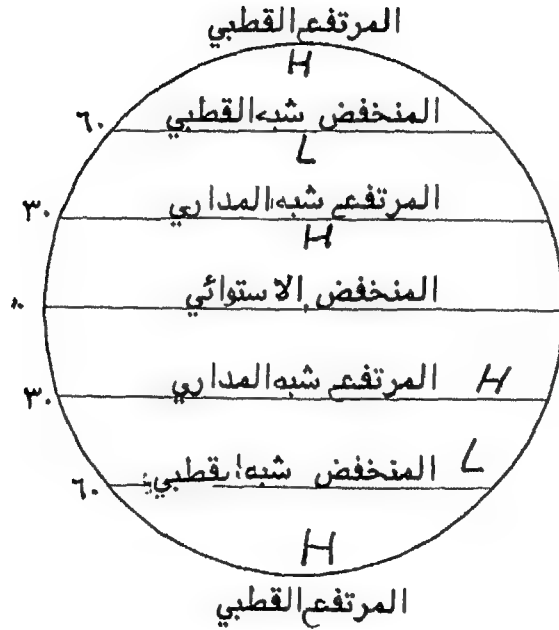 المرتفع القطبي
H
المنخفض شبه القطبي
٦٠
L
المرتفع شبه المداري
٣٠
H
المنخفض الاستوائي
٠°
المرتفع شبه المداري H
٣٠
المنخفض شبه القطبي L
٦٠
H
المرتفع القطبي